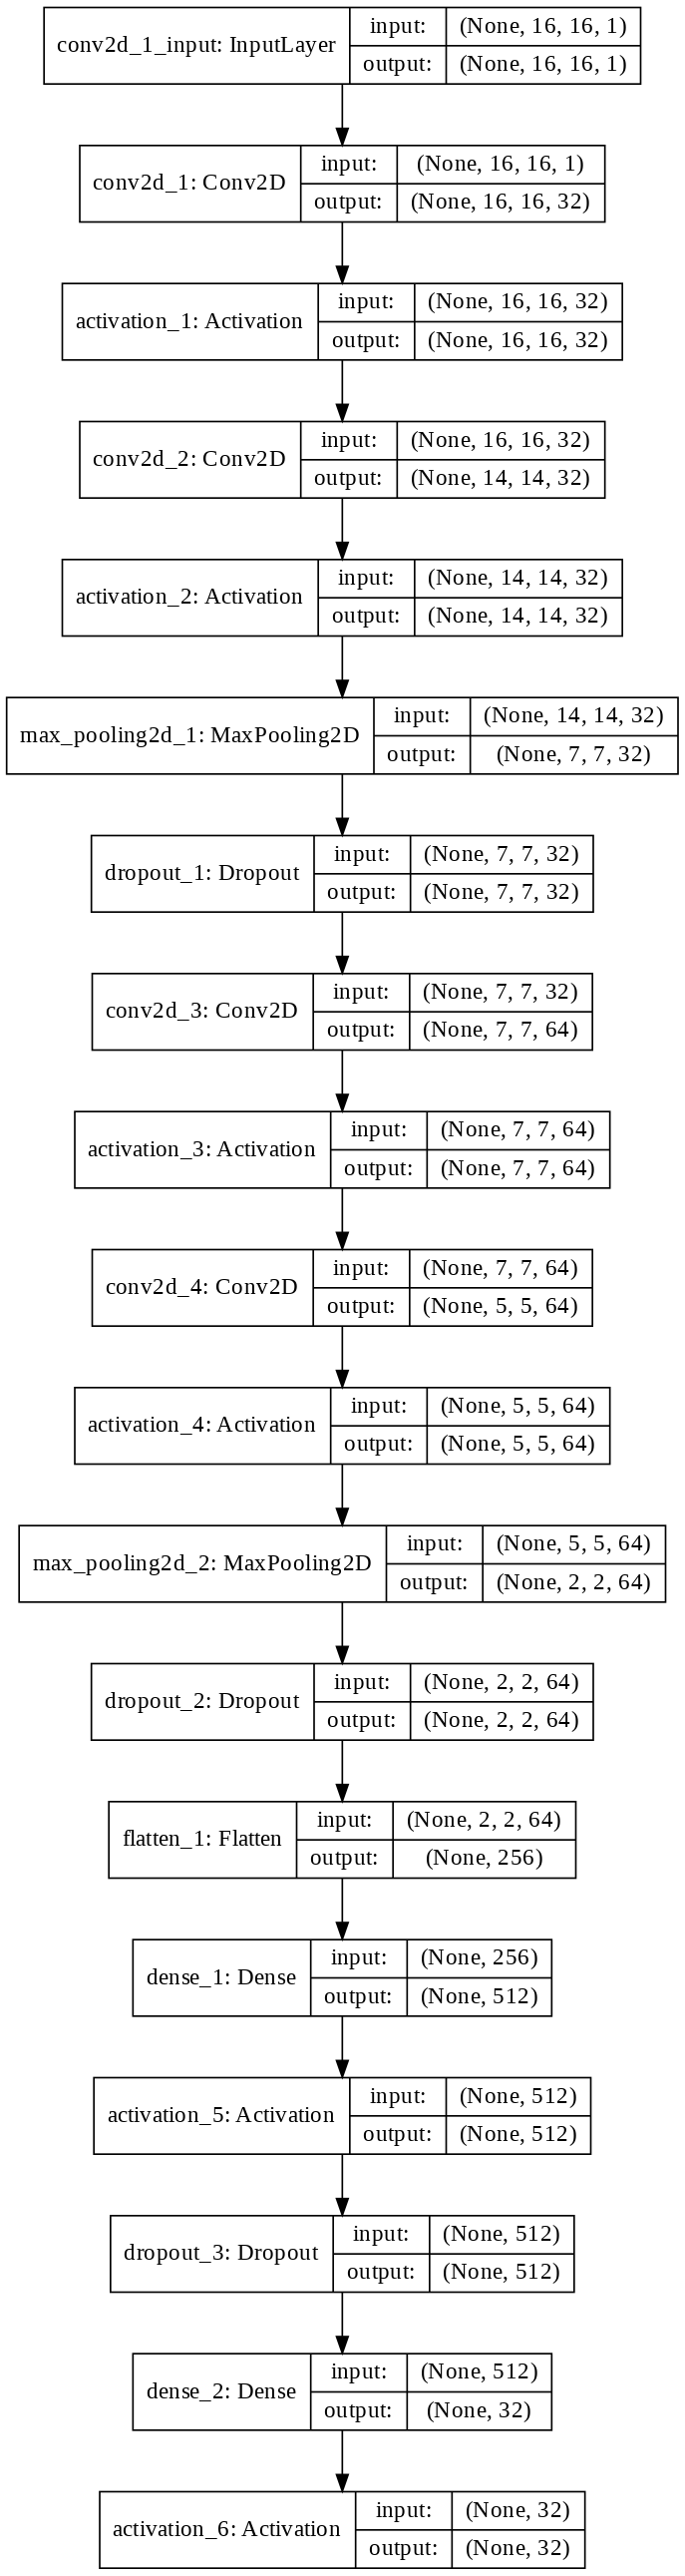 conv2d_1_input: InputLayer
input: (None, 16, 16, 1)
output: (None, 16, 16, 1)
conv2d_1: Conv2D
input: (None, 16, 16, 1)
output: (None, 16, 16, 32)
activation_1: Activation
input: (None, 16, 16, 32)
output: (None, 16, 16, 32)
conv2d_2: Conv2D
input: (None, 16, 16, 32)
output: (None, 14, 14, 32)
activation_2: Activation
input: (None, 14, 14, 32)
output: (None, 14, 14, 32)
max_pooling2d_1: MaxPooling2D
input: (None, 14, 14, 32)
output: (None, 7, 7, 32)
dropout_1: Dropout
input: (None, 7, 7, 32)
output: (None, 7, 7, 32)
conv2d_3: Conv2D
input: (None, 7, 7, 32)
output: (None, 7, 7, 64)
activation_3: Activation
input: (None, 7, 7, 64)
output: (None, 7, 7, 64)
conv2d_4: Conv2D
input: (None, 7, 7, 64)
output: (None, 5, 5, 64)
activation_4: Activation
input: (None, 5, 5, 64)
output: (None, 5, 5, 64)
max_pooling2d_2: MaxPooling2D
input: (None, 5, 5, 64)
output: (None, 2, 2, 64)
dropout_2: Dropout
input: (None, 2, 2, 64)
output: (None, 2, 2, 64)
flatten_1: Flatten
input: (None, 2, 2, 64)
output: (None, 256)
dense_1: Dense
input: (None, 256)
output: (None, 512)
activation_5: Activation
input: (None, 512)
output: (None, 512)
dropout_3: Dropout
input: (None, 512)
output: (None, 512)
dense_2: Dense
input: (None, 512)
output: (None, 32)
activation_6: Activation
input: (None, 32)
output: (None, 32)